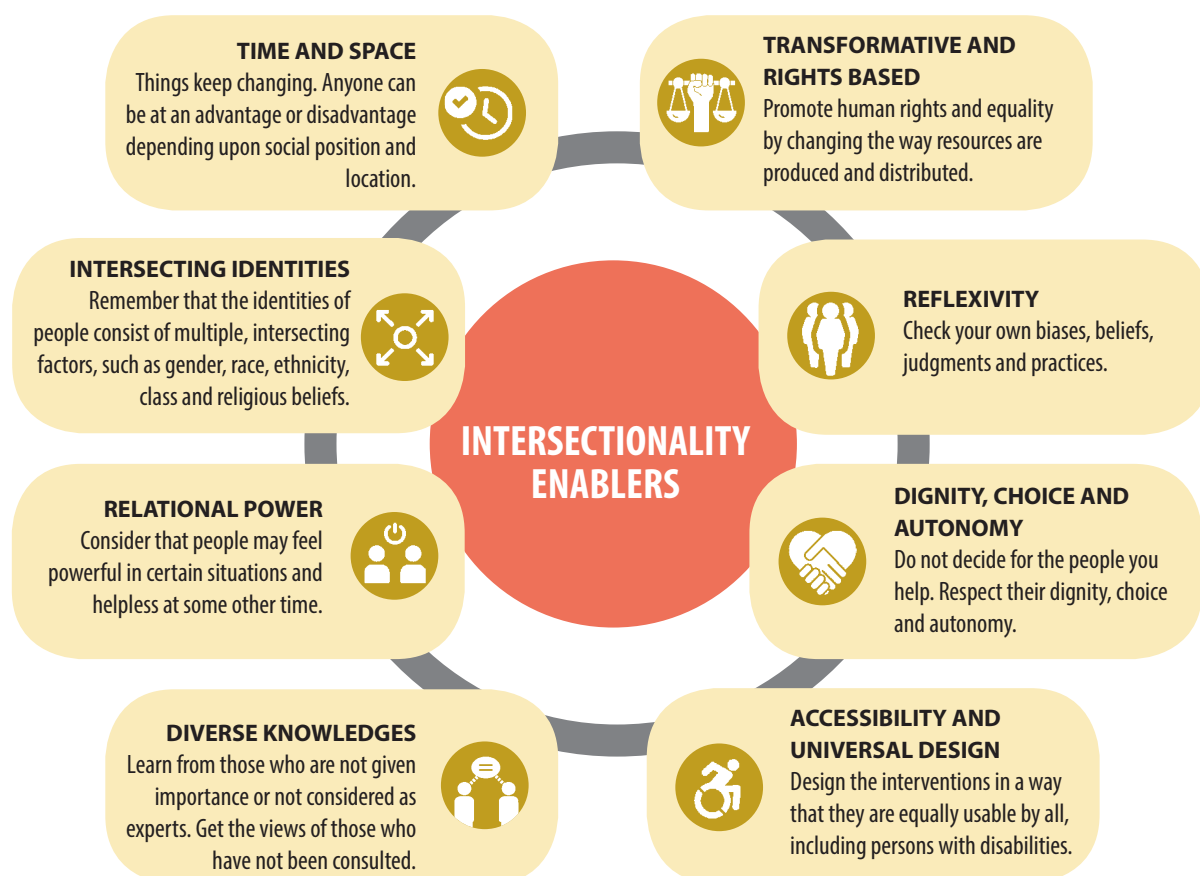 TIME AND SPACE
Things keep changing. Anyone can
be at an advantage or disadvantage
depending upon social position and
location.
TRANSFORMATIVE AND
RIGHTS BASED
Promote human rights and equality
by changing the way resources are
produced and distributed.
INTERSECTING IDENTITIES
Remember that the identities of
people consist of multiple, intersecting
factors, such as gender, race, ethnicity,
class and religious beliefs.
REFLEXIVITY
Check your own biases, beliefs,
judgments and practices.
INTERSECTIONALITY
ENABLERS
RELATIONAL POWER
Consider that people may feel
powerful in certain situations and
helpless at some other time.
DIGNITY, CHOICE AND
AUTONOMY
Do not decide for the people you
help. Respect their dignity, choice
and autonomy.
DIVERSE KNOWLEDGES
Learn from those who are not given
importance or not considered as
experts. Get the views of those who
have not been consulted.
ACCESSIBILITY AND
UNIVERSAL DESIGN
Design the interventions in a way
that they are equally usable by all,
including persons with disabilities.